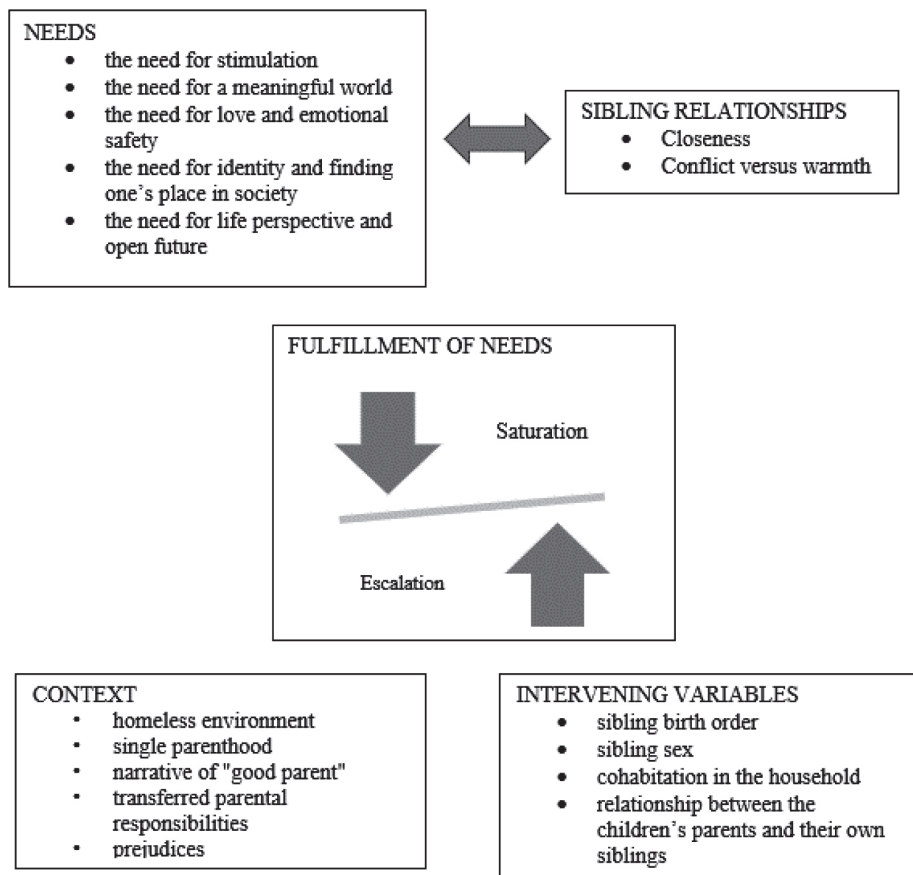 NEEDS
• the need for stimulation
• the need for a meaningful world
• the need for love and emotional
safety
• the need for identity and finding
one's place in society
• the need for life perspective and
open future
SIBLING RELATIONSHIPS
• Closeness
• Conflict versus warmth
FULFILLMENT OF NEEDS
Saturation
Escalation
CONTEXT
• homeless environment
• single parenthood
• narrative of "good parent"
• transferred parental
responsibilities
• prejudices
INTERVENING VARIABLES
• sibling birth order
• sibling sex
• cohabitation in the household
• relationship between the
children's parents and their own
siblings